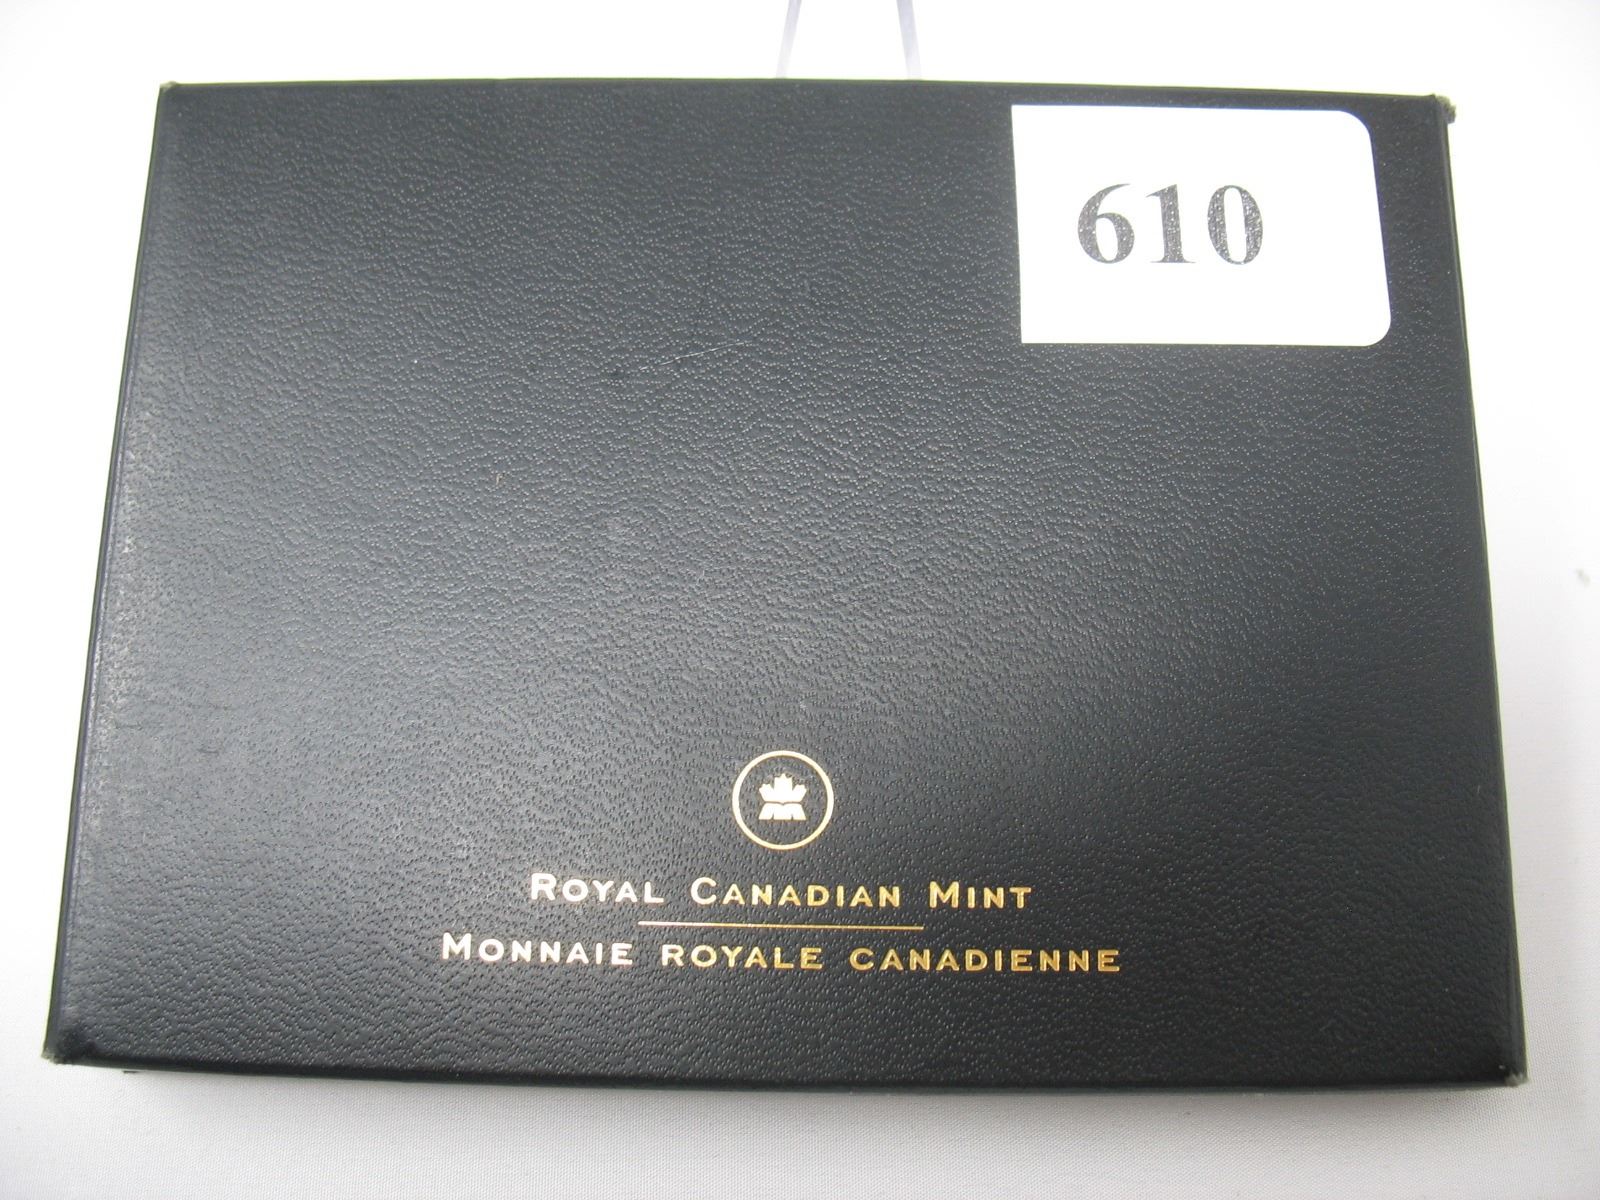 610
ROYAL CANADIAN MINT
MONNAIE ROYALE CANADIENNE